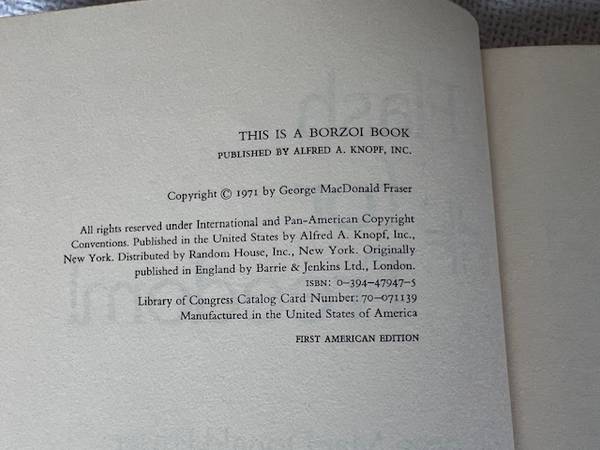 THIS IS A BORZOI BOOK
PUBLISHED BY ALFRED A. KNOPF, INC.
Copyright © 1971 by George MacDonald Fraser
All rights reserved under International and Pan-American Copyright
Conventions. Published in the United States by Alfred A. Knopf, Inc.,
New York. Distributed by Random House, Inc., New York. Originally
published in England by Barrie & Jenkins Ltd., London.
ISBN: 0-394-47947-5
Library of Congress Catalog Card Number: 70-071139
Manufactured in the United States of America
FIRST AMERICAN EDITION